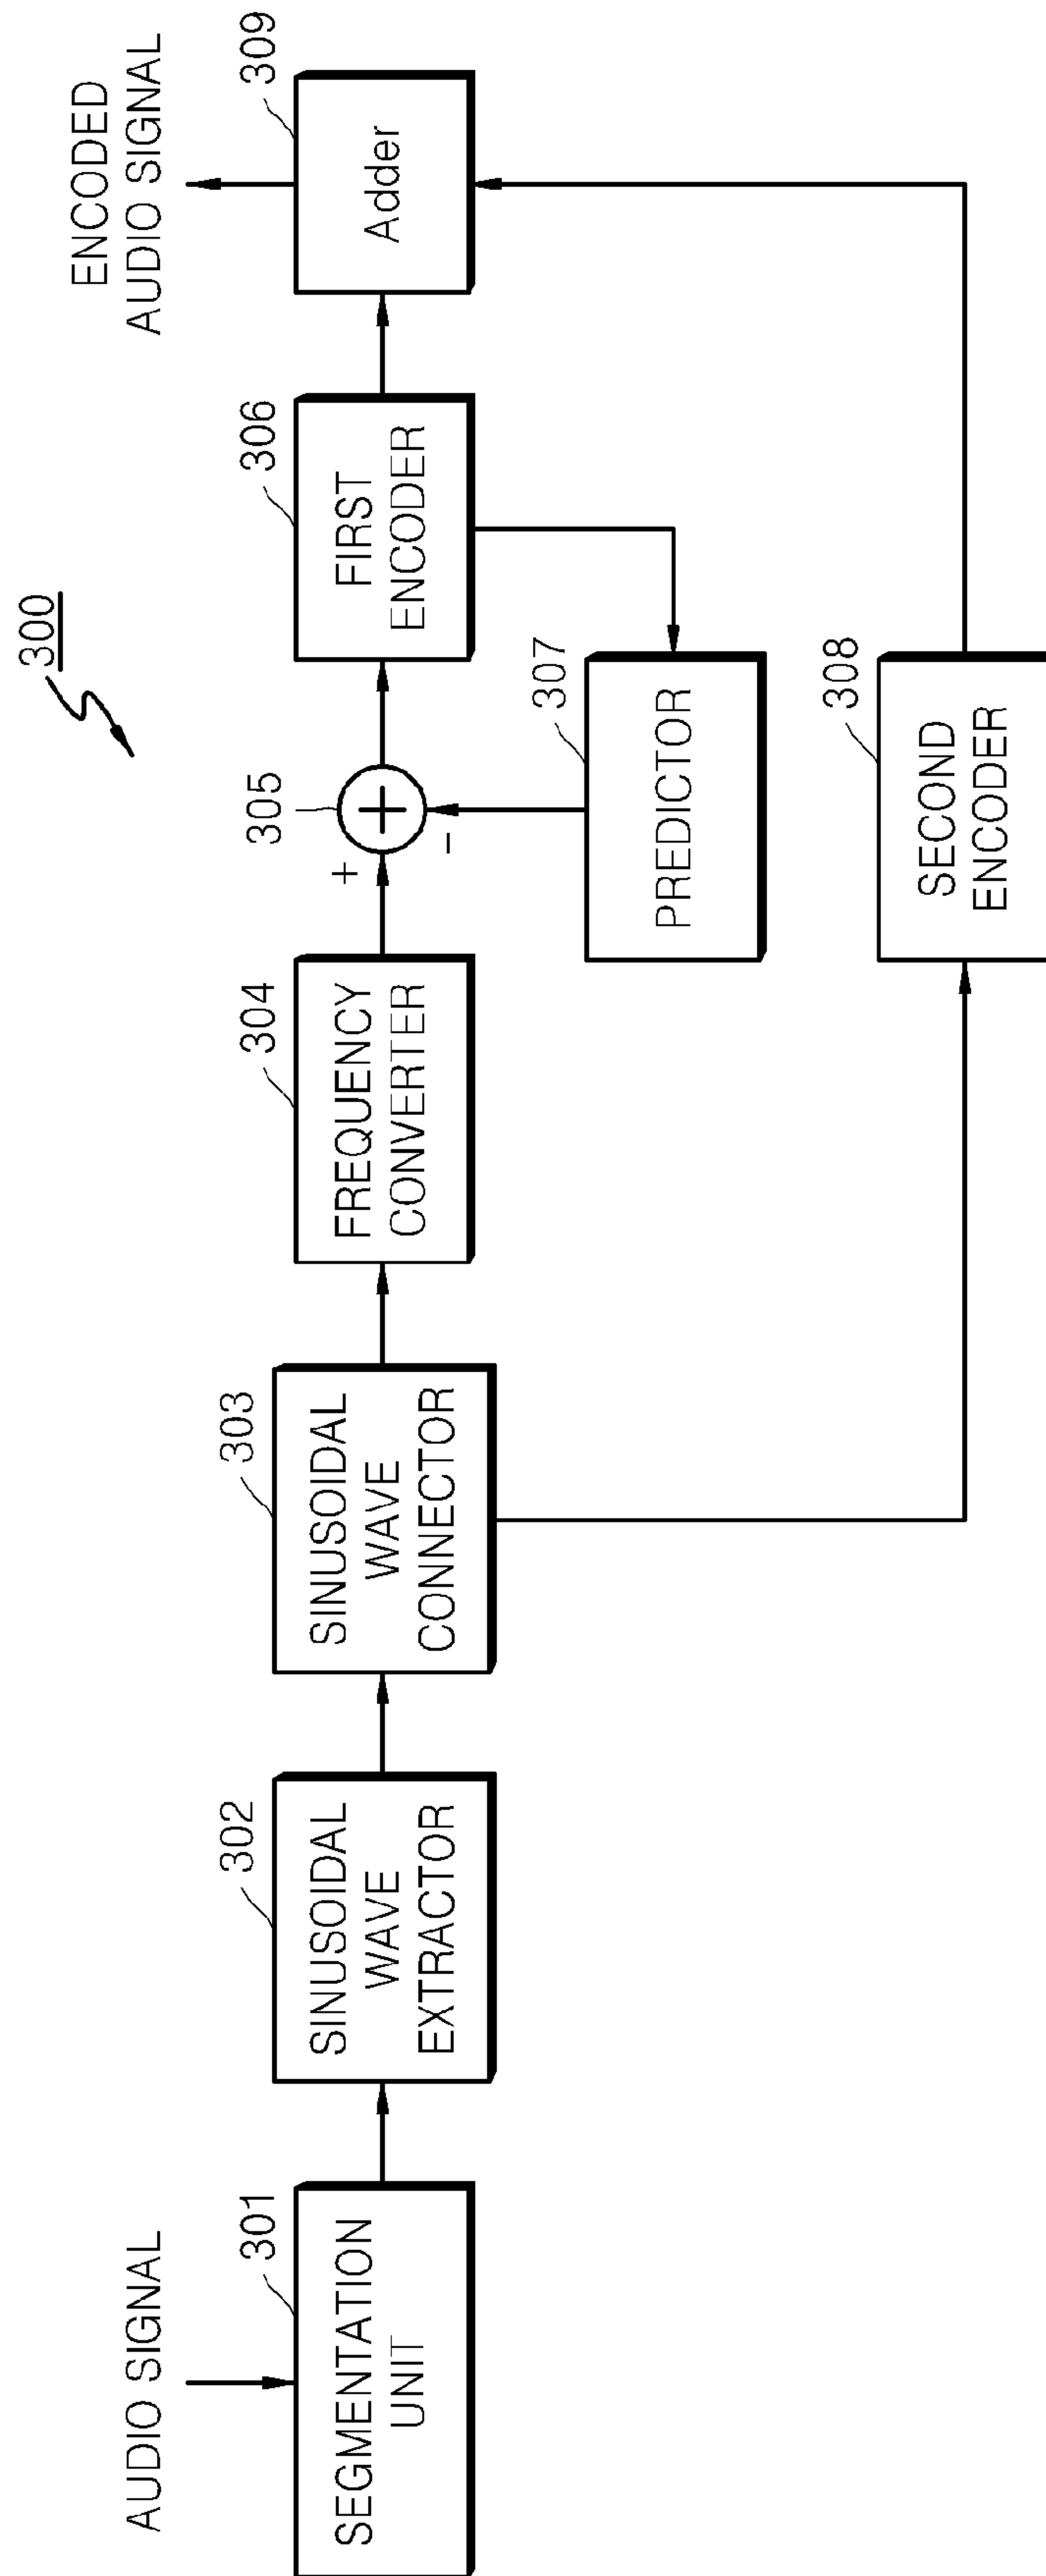 300
AUDIO SIGNAL
301
SEGMENTATION
UNIT
302
SINUSOIDAL
WAVE
EXTRACTOR
303
SINUSOIDAL
WAVE
CONNECTOR
304
FREQUENCY
CONVERTER
305
+
+
−
306
FIRST
ENCODER
307
PREDICTOR
308
SECOND
ENCODER
309
Adder
ENCODED
AUDIO SIGNAL